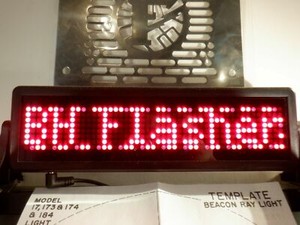 BH Flasher
MODEL
17, 173 & 174
& 184
LIGHT
TEMPLATE
BEACON RAY LIGHT